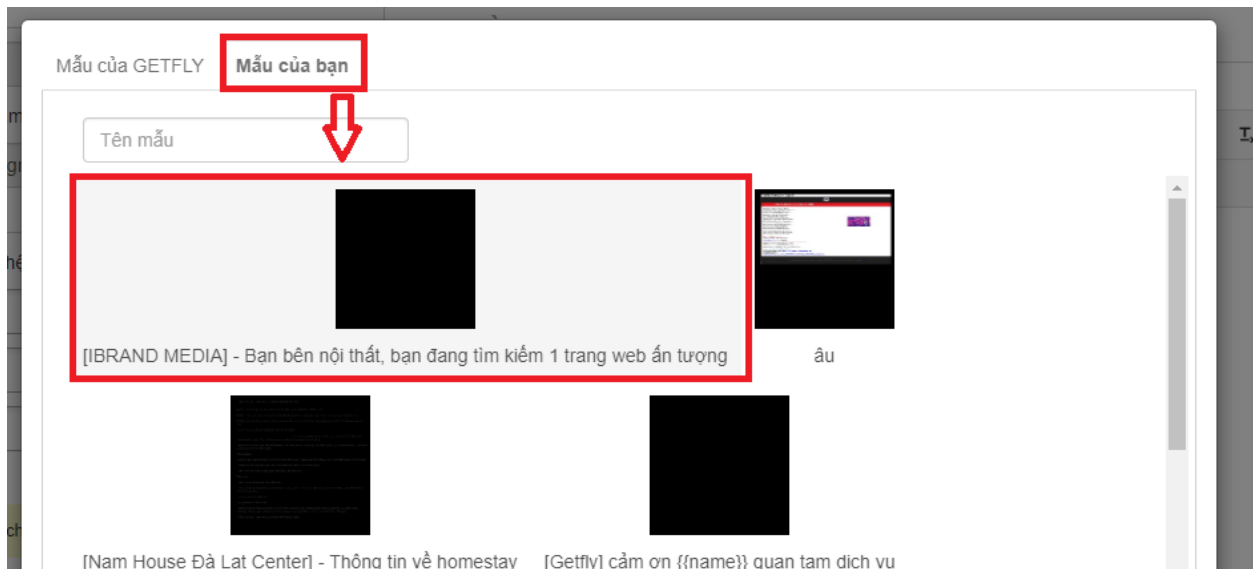 Mẫu của GETFLY Mẫu của bạn
Tên mẫu
[IBRAND MEDIA] - Bạn bên nội thất, bạn đang tìm kiếm 1 trang web ấn tượng
âu
[Nam House Đà Lạt Center] - Thông tin về homestay
[Getfly] cảm ơn {{name}} quan tam dich vu